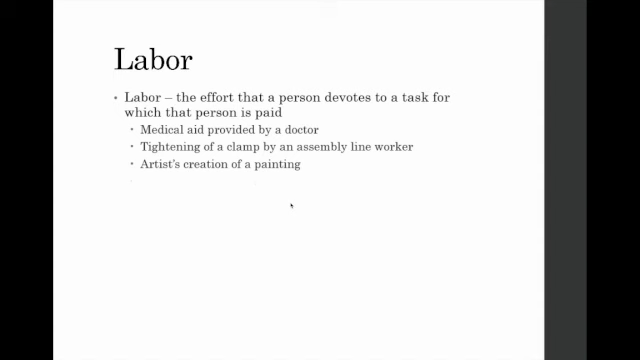 Labor
• Labor – the effort that a person devotes to a task for
which that person is paid
• Medical aid provided by a doctor
• Tightening of a clamp by an assembly line worker
• Artist's creation of a painting